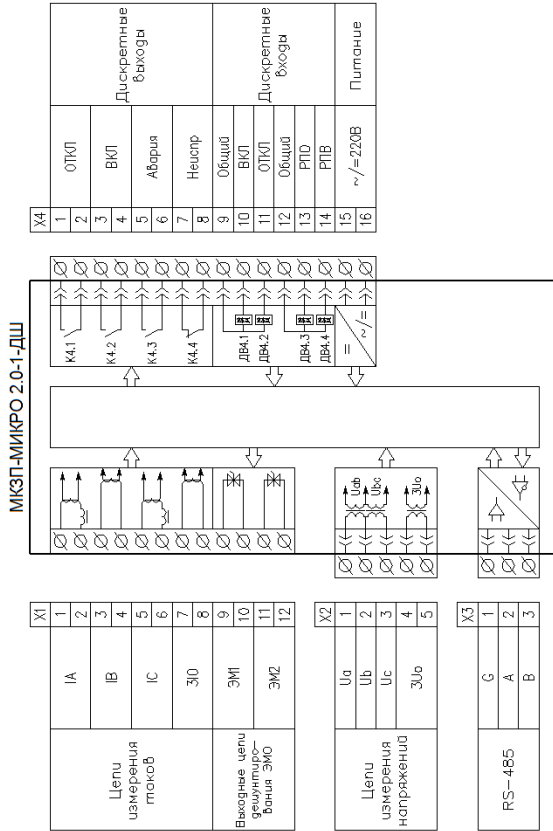 МКЗП-МИКРО 2.0-1-ДШ
X1
1
2
3
4
5
6
7
8
9
10
11
12
IA
IB
IC
3I0
ЭМ1
ЭМ2
Цепи
измерения
токов
Выходные цепи
дешунтиро-
вания ЭМО
X2
1
2
3
4
5
Ua
Ub
Uc
3Uo
Цепи
измерения
напряжений
X3
1
2
3
G
A
B
RS-485
Uab
Ubc
3Uo
К4.1
К4.2
К4.3
К4.4
ДВ4.1
ДВ4.2
ДВ4.3
ДВ4.4
=
~/=
X4
1
2
3
4
5
6
7
8
9
10
11
12
13
14
15
16
ОТКЛ
ВКЛ
Авария
Неиспр
Общий
ВКЛ
ОТКЛ
Общий
РПО
РПВ
~/=220В
Дискретные
выходы
Дискретные
входы
Питание